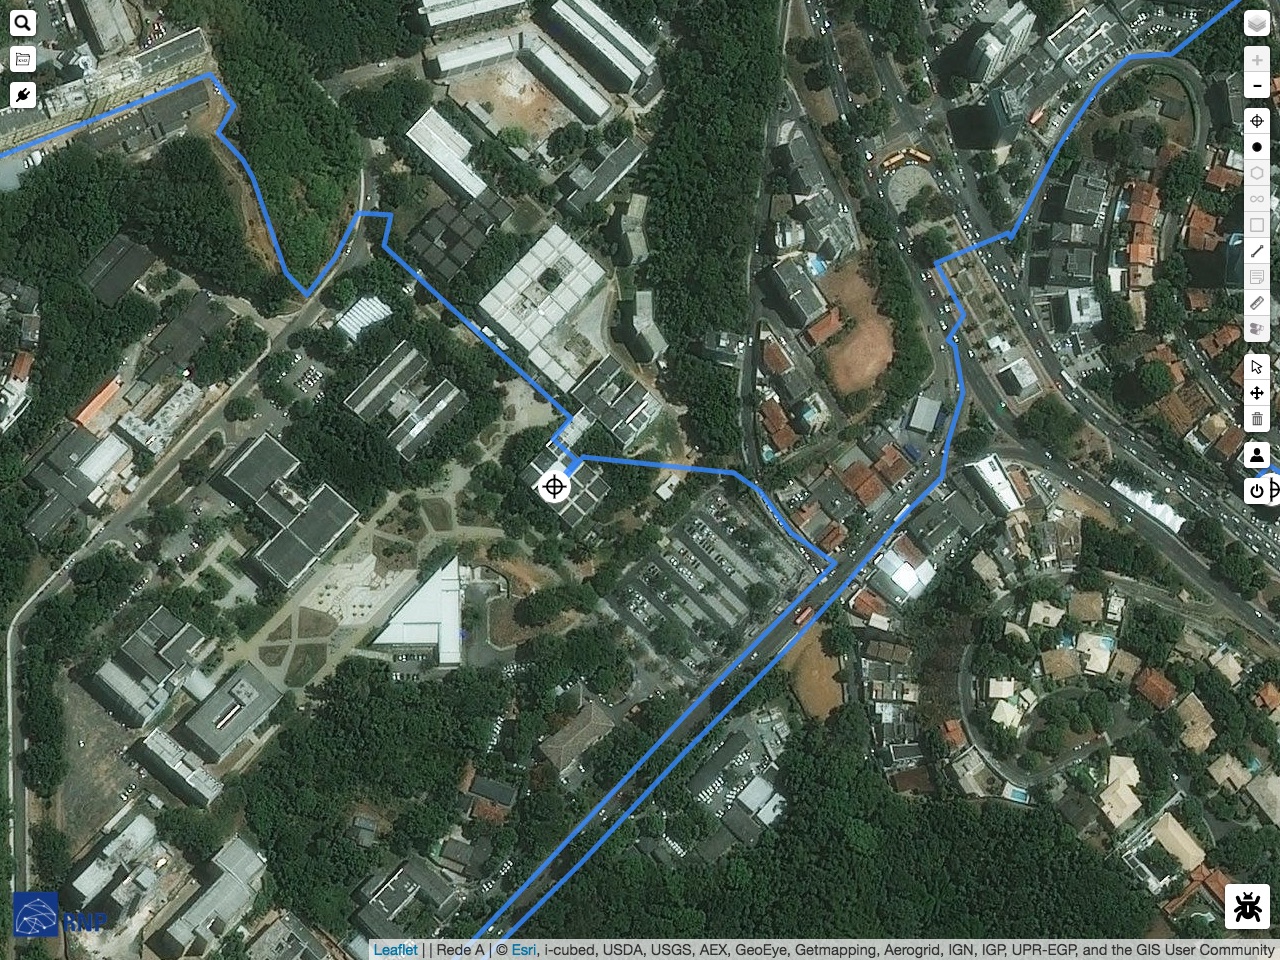 RNP
Leaflet | | Rede A | © Esri, i-cubed, USDA, USGS, AEX, GeoEye, Getmapping, Aerogrid, IGN, IGP, UPR-EGP, and the GIS User Community